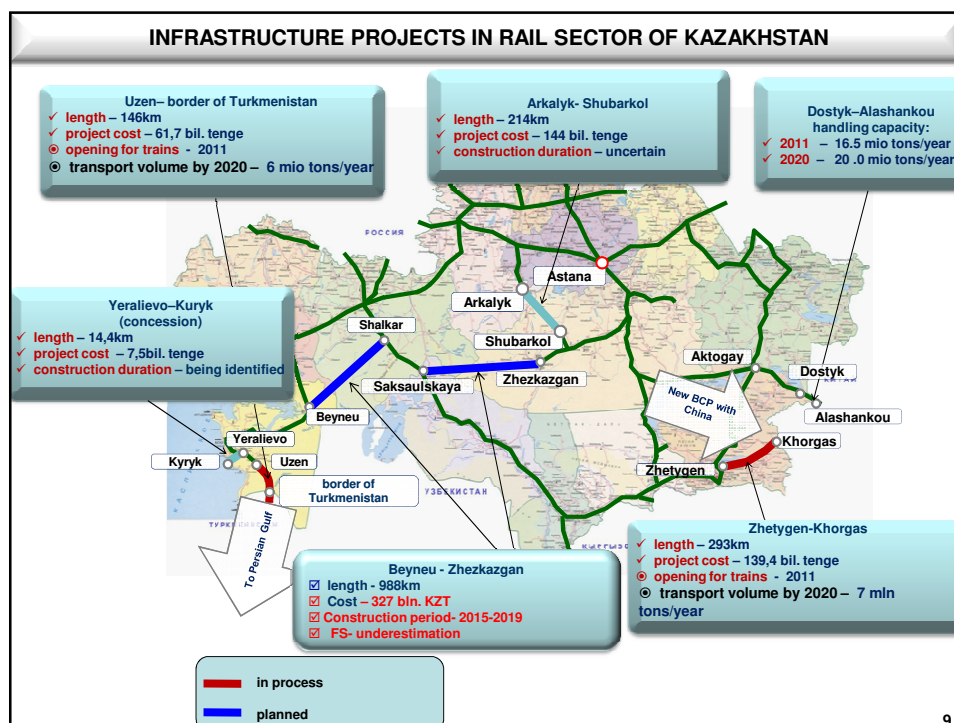 INFRASTRUCTURE PROJECTS IN RAIL SECTOR OF KAZAKHSTAN
Uzen– border of Turkmenistan
length – 146km
project cost – 61,7 bil. tenge
opening for trains - 2011
transport volume by 2020 – 6 mio tons/year
Arkalyk- Shubarkol
length – 214km
project cost – 144 bil. tenge
construction duration – uncertain
Dostyk–Alashankou
handling capacity:
2011 – 16.5 mio tons/year
2020 – 20 .0 mio tons/year
РОССИЯ
Astana
Arkalyk
Yeralievo–Kuryk
(concession)
length – 14,4km
project cost – 7,5bil. tenge
construction duration – being identified
Shalkar
Shubarkol
Zhezkazgan
Saksaulskaya
Aktogay
Dostyk
КИТАЙ
Alashankou
New BCP with
China
Beyneu
Yeralievo
Kyryk
Uzen
Khorgas
Zhetygen
border of
Turkmenistan
УЗБЕКИСТАН
To Persian Gulf
Beyneu - Zhezkazgan
length - 988km
Cost – 327 bln. KZT
Construction period- 2015-2019
FS- underestimation
Zhetygen-Khorgas
length – 293km
project cost – 139,4 bil. tenge
opening for trains - 2011
transport volume by 2020 – 7 mln
tons/year
in process
planned
9